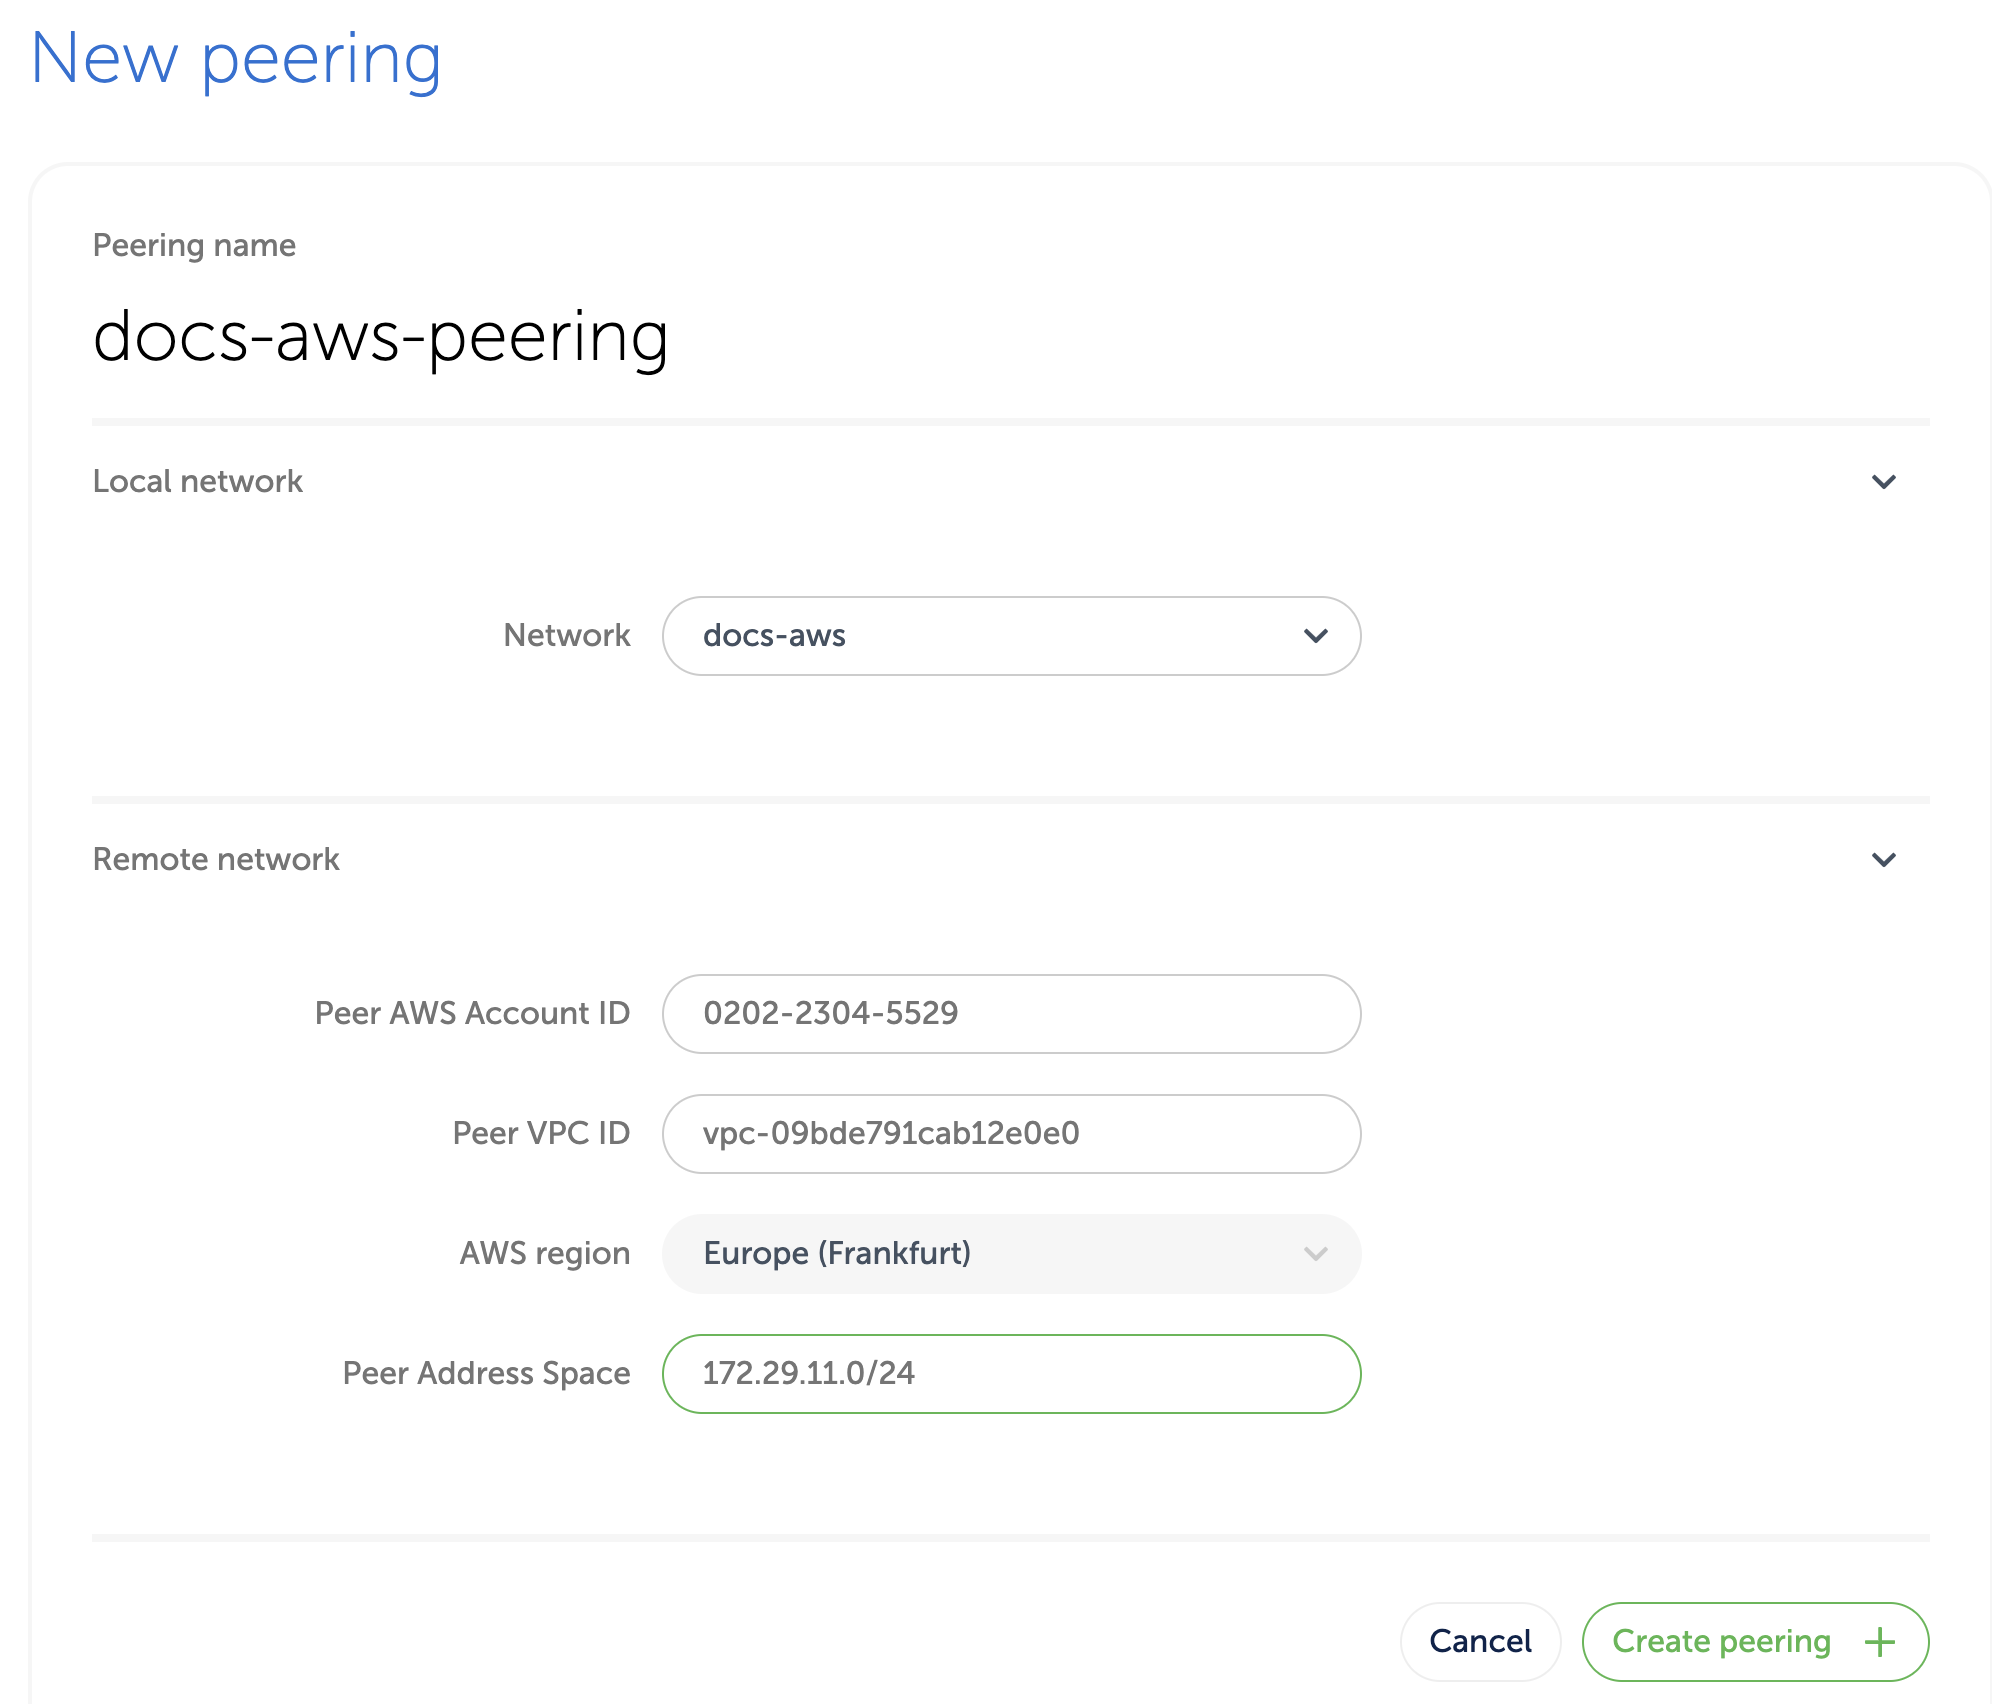 New peering
Peering name
docs-aws-peering
Local network
Network docs-aws
Remote network
Peer AWS Account ID 0202-2304-5529
Peer VPC ID vpc-09bde791cab12e0e0
AWS region Europe (Frankfurt)
Peer Address Space 172.29.11.0/24
Cancel Create peering +